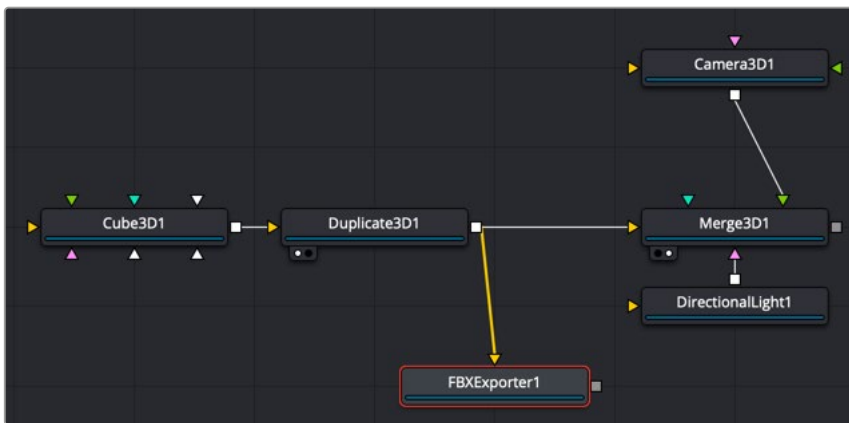 Camera3D1
Cube3D1
Duplicate3D1
Merge3D1
DirectionalLight1
FBXExporter1